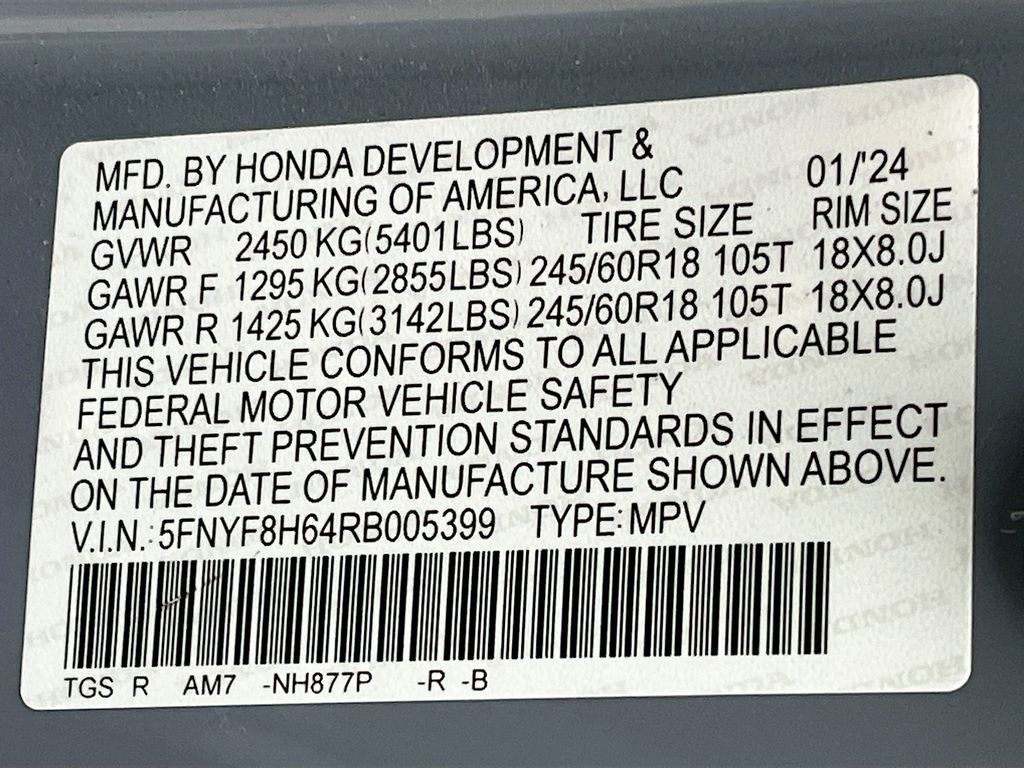 MFD. BY HONDA DEVELOPMENT &
MANUFACTURING OF AMERICA, LLC 01/'24
GVWR 2450 KG(5401LBS) TIRE SIZE RIM SIZE
GAWR F 1295 KG(2855LBS) 245/60R18 105T 18X8.0J
GAWR R 1425 KG(3142LBS) 245/60R18 105T 18X8.0J
THIS VEHICLE CONFORMS TO ALL APPLICABLE
FEDERAL MOTOR VEHICLE SAFETY
AND THEFT PREVENTION STANDARDS IN EFFECT
ON THE DATE OF MANUFACTURE SHOWN ABOVE.
V.I.N.: 5FNYF8H64RB005399 TYPE: MPV
TGS R AM7 -NH877P -R -B